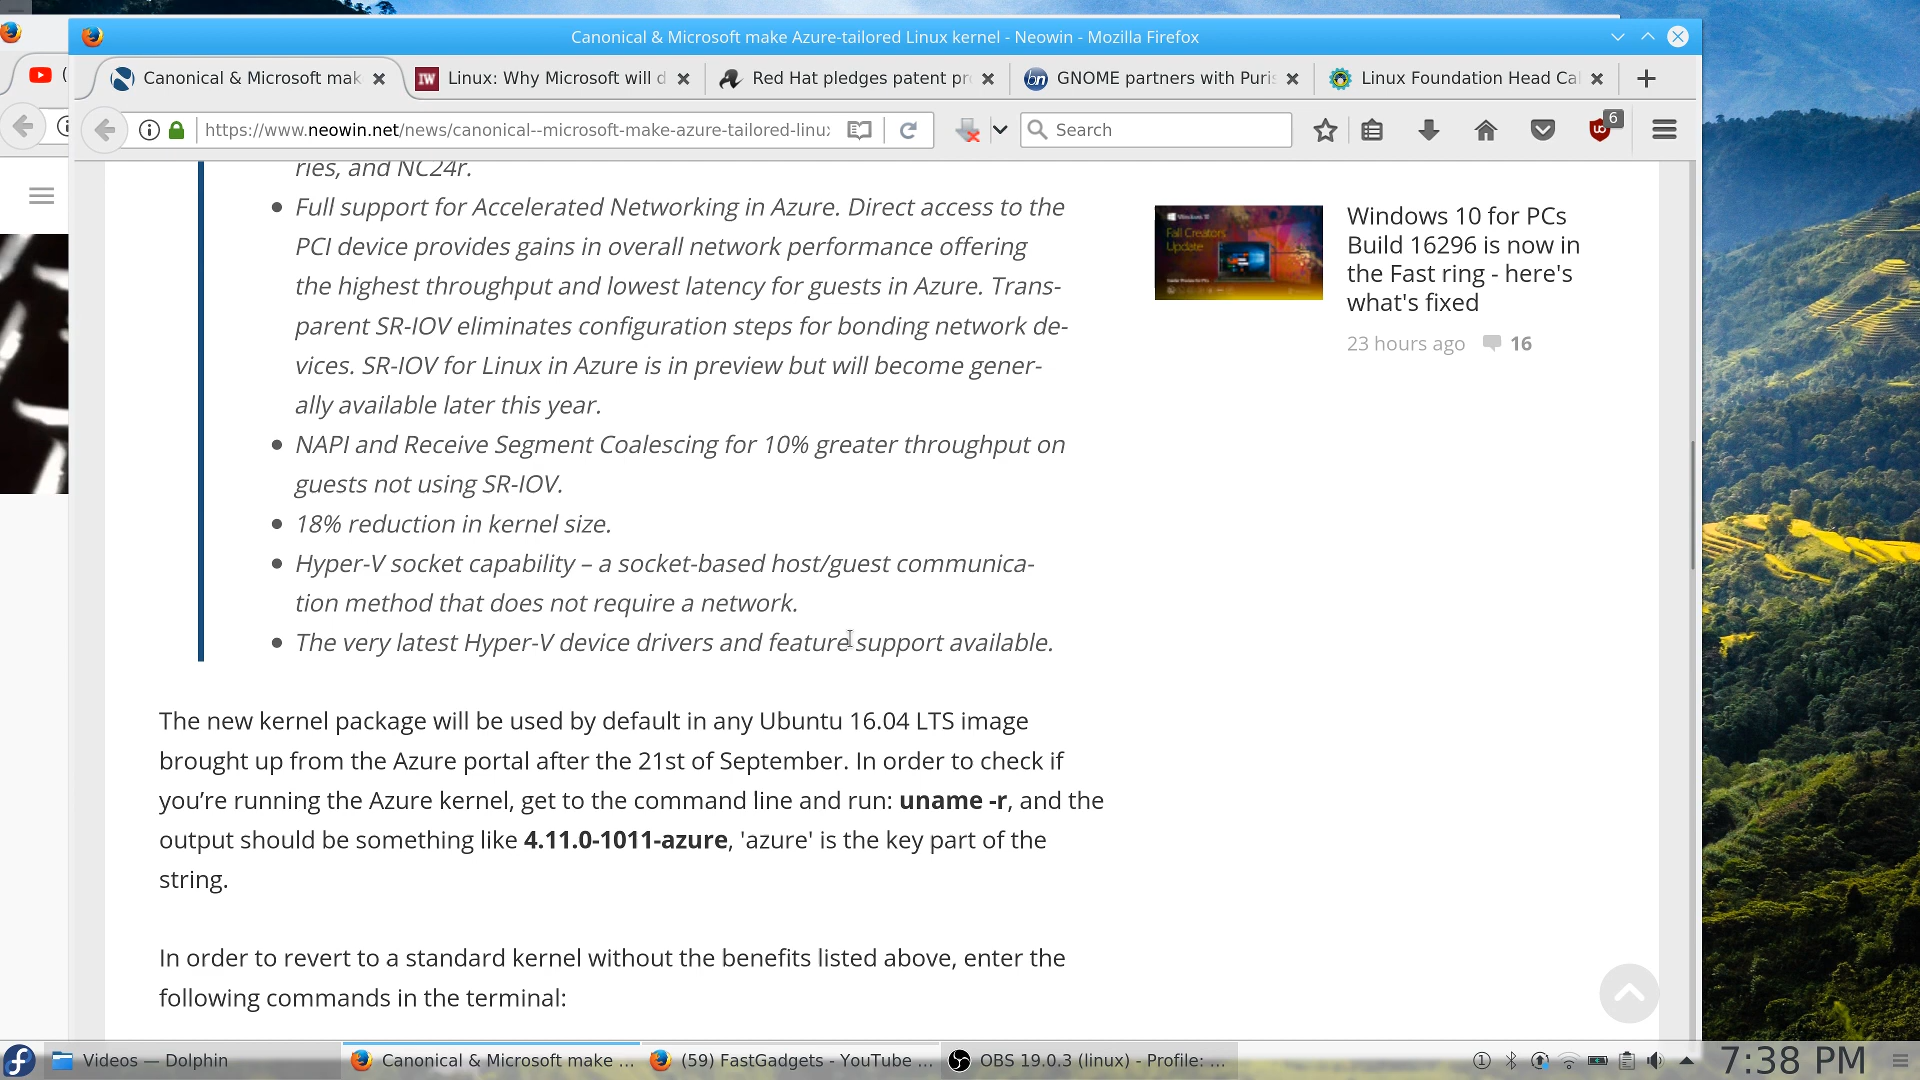 Canonical & Microsoft make Azure-tailored Linux kernel - Neowin - Mozilla Firefox
(
Canonical & Microsoft mak
Linux: Why Microsoft will d
Red Hat pledges patent pr
GNOME partners with Puris
Linux Foundation Head Cal
https://www.neowin.net/news/canonical--microsoft-make-azure-tailored-linu
Search
6
ries, and NC24r.
Full support for Accelerated Networking in Azure. Direct access to the
PCI device provides gains in overall network performance offering
the highest throughput and lowest latency for guests in Azure. Trans-
parent SR-IOV eliminates configuration steps for bonding network de-
vices. SR-IOV for Linux in Azure is in preview but will become gener-
ally available later this year.
NAPI and Receive Segment Coalescing for 10% greater throughput on
guests not using SR-IOV.
18% reduction in kernel size.
Hyper-V socket capability – a socket-based host/guest communica-
tion method that does not require a network.
The very latest Hyper-V device drivers and feature support available.
Windows 10
Fall Creators
Update
Windows 10 for PCs
Build 16296 is now in
the Fast ring - here's
what's fixed
23 hours ago 16
The new kernel package will be used by default in any Ubuntu 16.04 LTS image
brought up from the Azure portal after the 21st of September. In order to check if
you’re running the Azure kernel, get to the command line and run: uname -r, and the
output should be something like 4.11.0-1011-azure, 'azure' is the key part of the
string.
In order to revert to a standard kernel without the benefits listed above, enter the
following commands in the terminal:
Videos — Dolphin
Canonical & Microsoft make ...
(59) FastGadgets - YouTube ...
OBS 19.0.3 (linux) - Profile: ...
7:38 PM